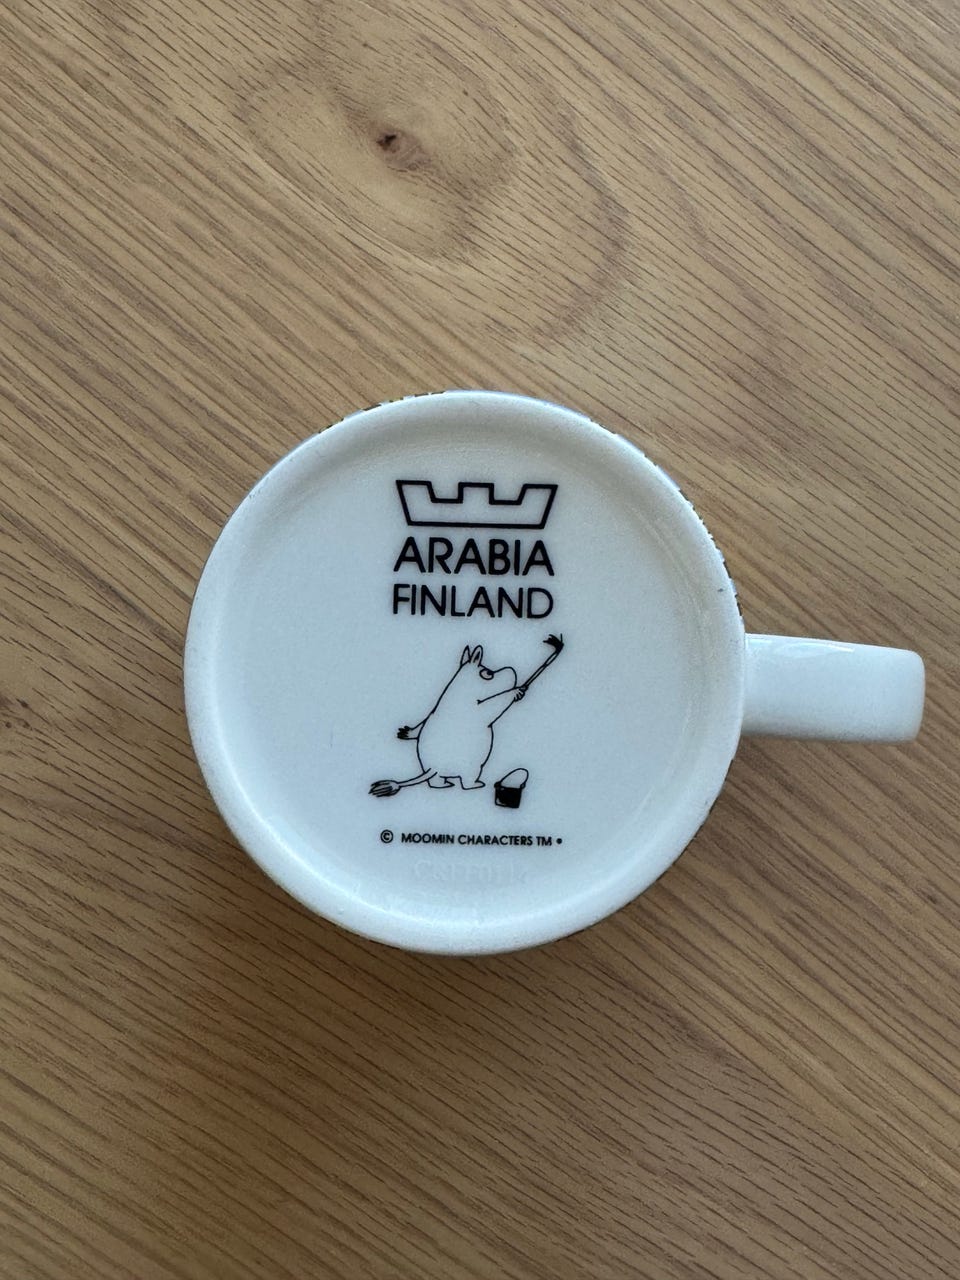 ARABIA
FINLAND
© MOOMIN CHARACTERS TM •